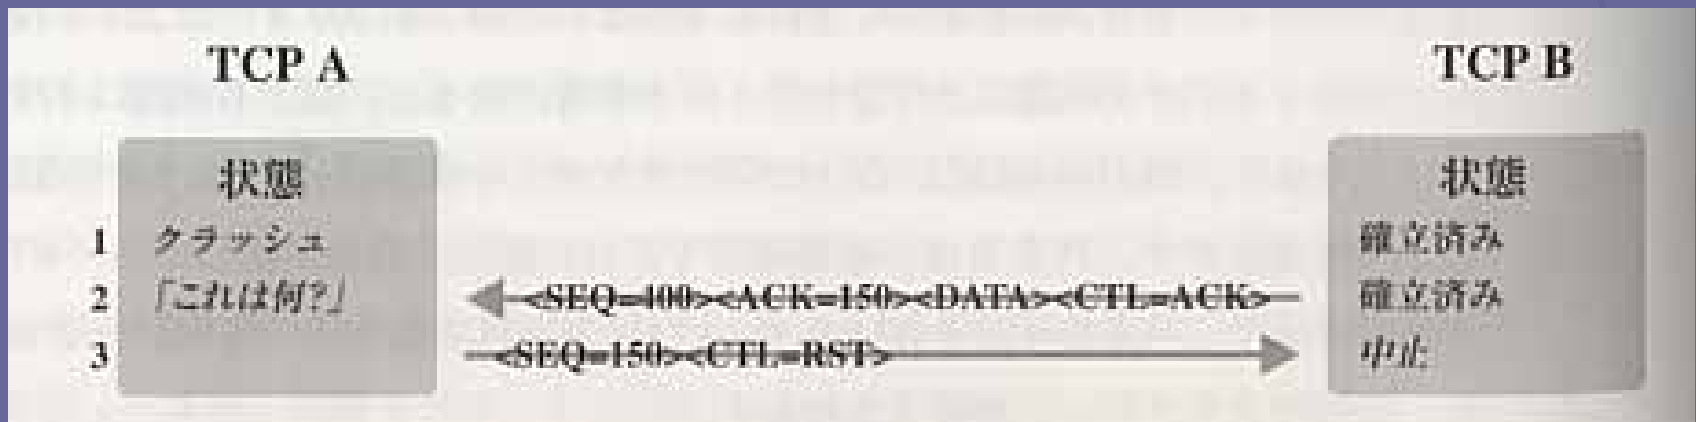 TCP A
TCP B
状態
状態
1 クラッシュ
確立済み
2 「これは何?」
<SEQ=400><ACK=150><DATA><CTL=ACK>
確立済み
3
<SEQ=150><CTL=RST>
中止